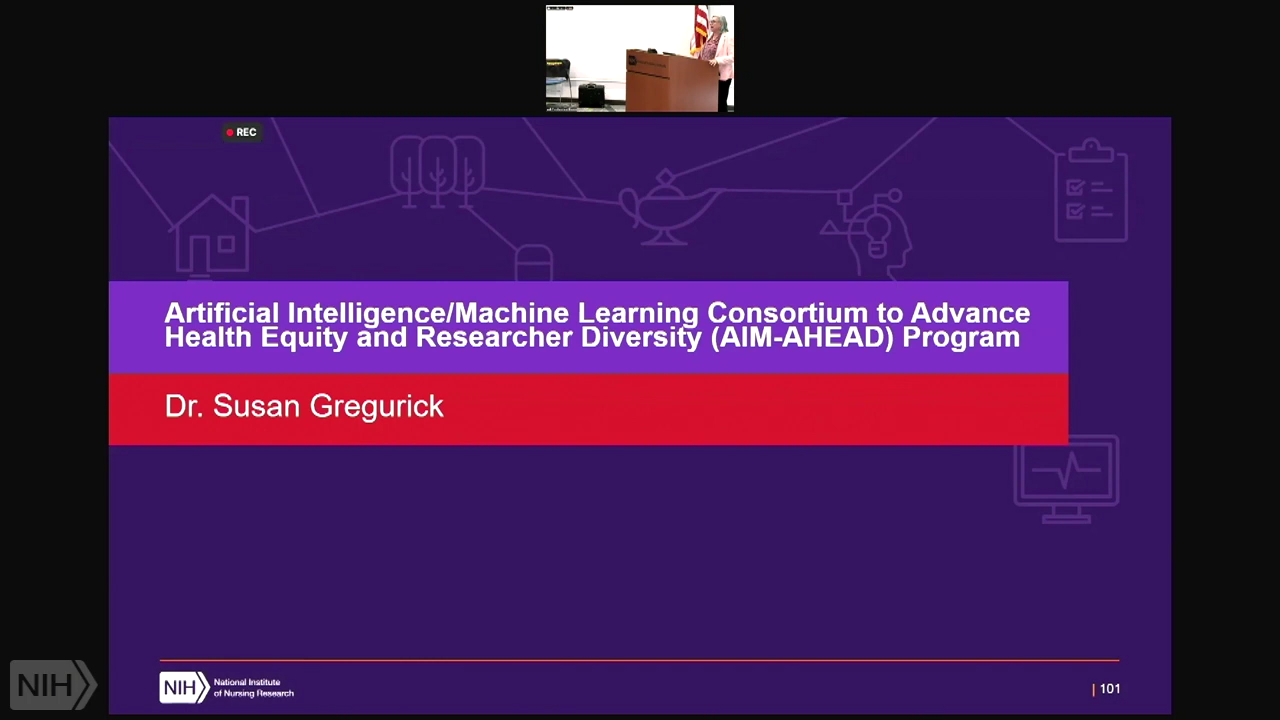 REC
Artificial Intelligence/Machine Learning Consortium to Advance
Health Equity and Researcher Diversity (AIM-AHEAD) Program
Dr. Susan Gregurick
NIH
NIH
National Institute
of Nursing Research
| 101